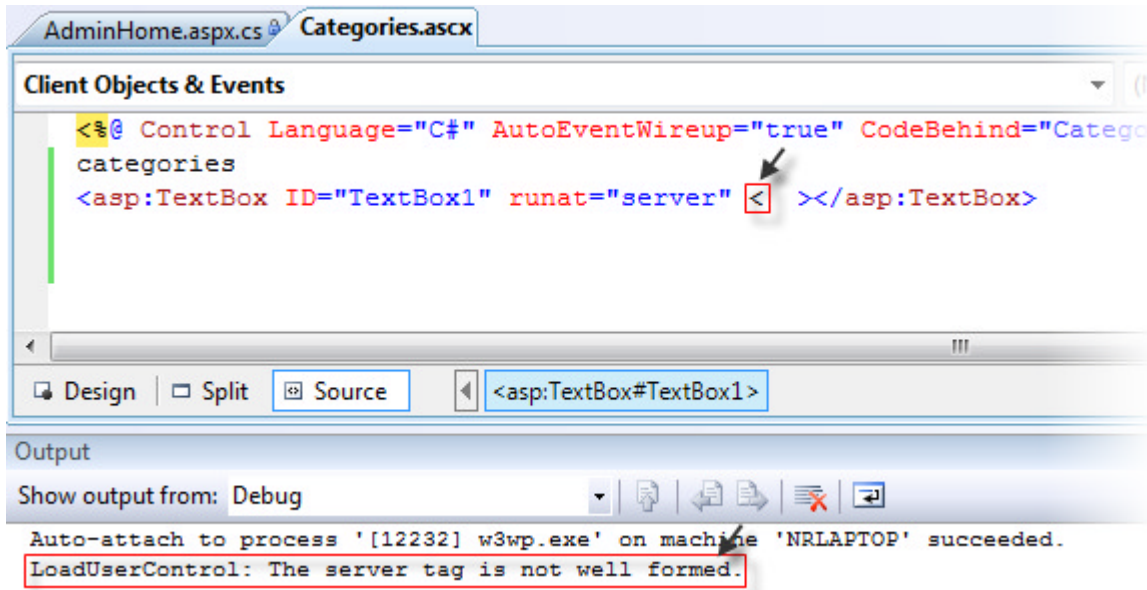 AdminHome.aspx.cs Categories.ascx
Client Objects & Events
<%@ Control Language="C#" AutoEventWireup="true" CodeBehind="Catego
categories
<asp:TextBox ID="TextBox1" runat="server" < ></asp:TextBox>
Design Split Source <asp:TextBox#TextBox1>
Output
Show output from: Debug
Auto-attach to process '[12232] w3wp.exe' on machine 'NRLAPTOP' succeeded.
LoadUserControl: The server tag is not well formed.